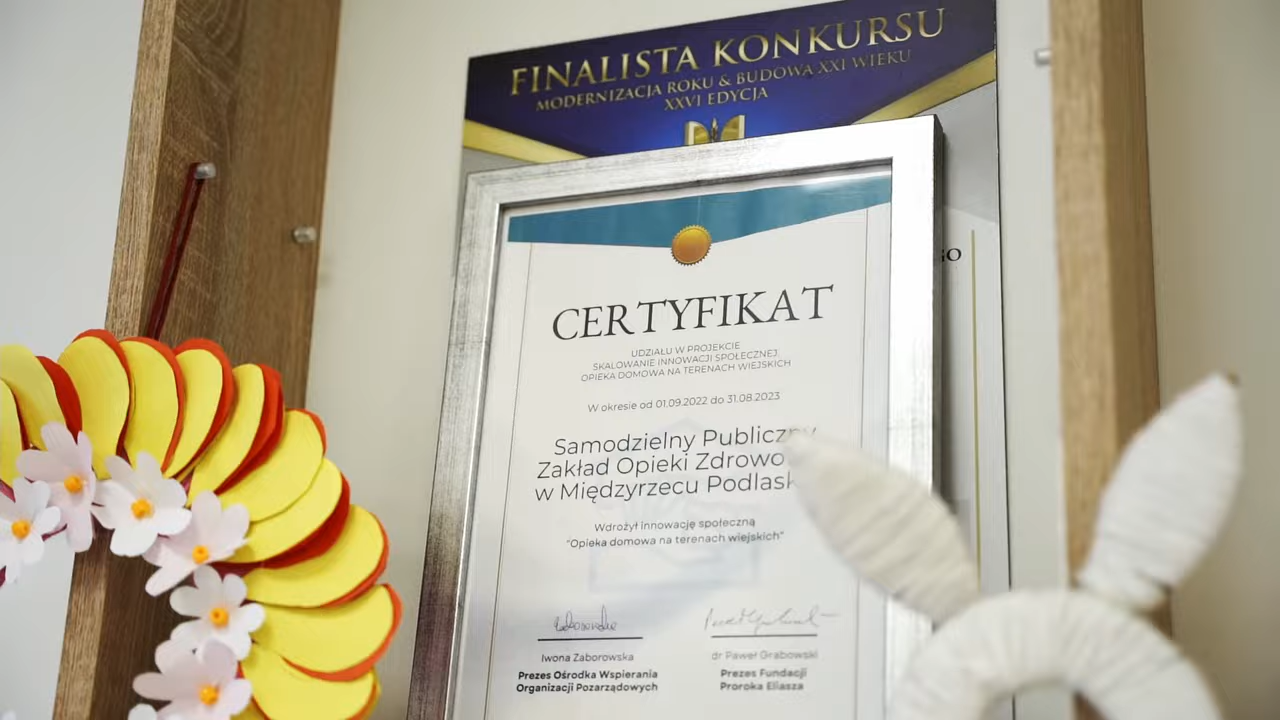 FINALISTA KONKURSU
MODERNIZACJA ROKU & BUDOWA XXI WIEKU
XXVI EDYCJA
CERTYFIKAT
UDZIAŁU W PROJEKCIE
SKALOWANIE INNOWACJI SPOŁECZNEJ
OPIEKA DOMOWA NA TERENACH WIEJSKICH
W okresie od 01.09.2022 do 31.08.2023
Samodzielny Publiczny
Zakład Opieki
w Międzyrzecu
Wdrożył innowację społeczną
"Opieka domowa na terenach wiejskich"
Iwona Zaborowska
dr Paweł Grabowski
Prezes Ośrodka Wspierania
Organizacji Pozarządowych
Prezes Fundacji
Proroka Eliasza